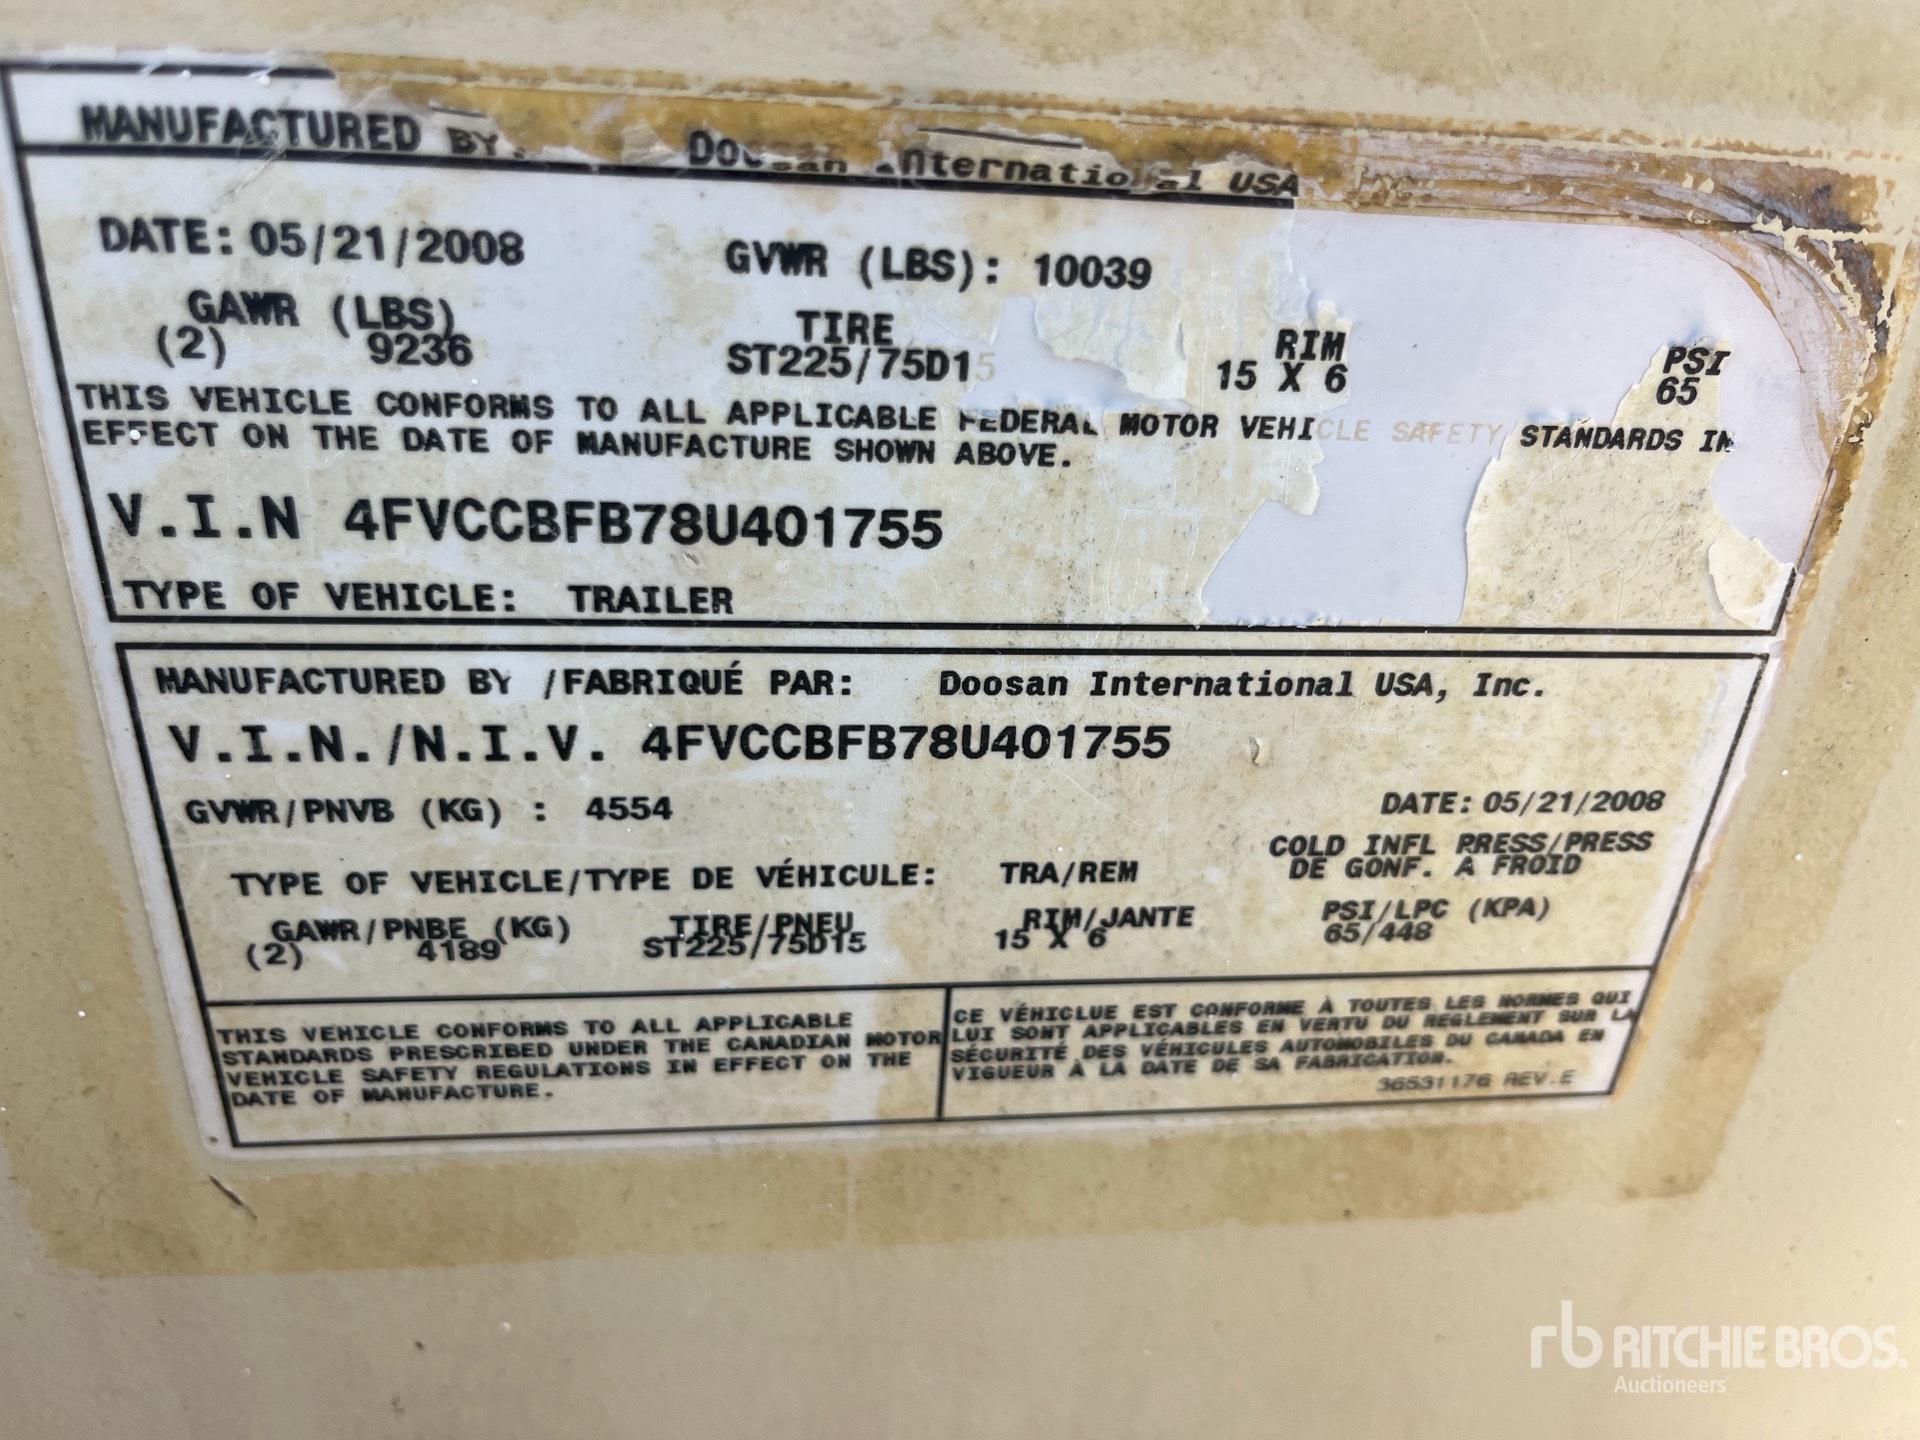 MANUFACTURED BY: Doosan International USA Inc.
DATE: 05/21/2008 GVWR (LBS): 10039
GAWR (LBS) TIRE RIM PSI
(2) 9236 ST225/75D15 15 X 6 65
THIS VEHICLE CONFORMS TO ALL APPLICABLE FEDERAL MOTOR VEHICLE SAFETY STANDARDS IN
EFFECT ON THE DATE OF MANUFACTURE SHOWN ABOVE.
V.I.N 4FVCCBFB78U401755
TYPE OF VEHICLE: TRAILER
MANUFACTURED BY /FABRIQUÉ PAR: Doosan International USA, Inc.
V.I.N./N.I.V. 4FVCCBFB78U401755
GVWR/PNVB (KG) : 4554 DATE: 05/21/2008
TYPE OF VEHICLE/TYPE DE VÉHICULE: TRA/REM
COLD INFL PRESS/PRESS
DE GONF. A FROID
GAWR/PNBE (KG) TIRE/PNEU RIM/JANTE PSI/LPC (KPA)
(2) 4189 ST225/75D15 15 X 6 65/448
THIS VEHICLE CONFORMS TO ALL APPLICABLE
STANDARDS PRESCRIBED UNDER THE CANADIAN MOTOR
VEHICLE SAFETY REGULATIONS IN EFFECT ON THE
DATE OF MANUFACTURE.
CE VÉHICLUE EST CONFORME À TOUTES LES NORMES QUI
LUI SONT APPLICABLES EN VERTU DU REGLEMENT SUR LA
SÉCURITÉ DES VÉHICULES AUTOMOBILES DU CANADA EN
VIGUEUR À LA DATE DE SA FABRICATION.
36531176 REV.E
rb RITCHIE BROS.
Auctioneers